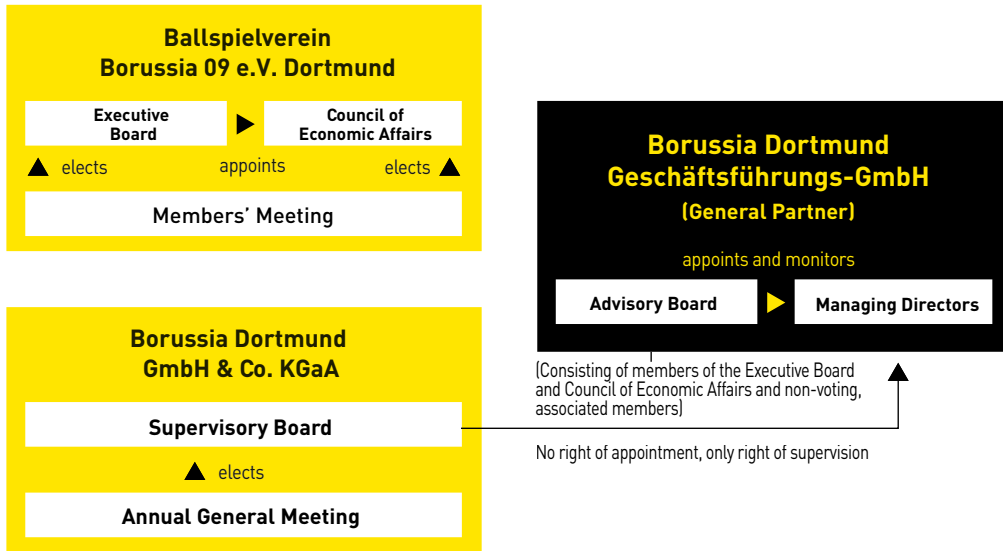 Ballspielverein
Borussia 09 e.V. Dortmund
Executive
Board
Council of
Economic Affairs
elects
appoints
elects
Members’ Meeting
Borussia Dortmund
GmbH & Co. KGaA
Supervisory Board
elects
Annual General Meeting
Borussia Dortmund
Geschäftsführungs-GmbH
(General Partner)
appoints and monitors
Advisory Board
Managing Directors
(Consisting of members of the Executive Board
and Council of Economic Affairs and non-voting,
associated members)
No right of appointment, only right of supervision